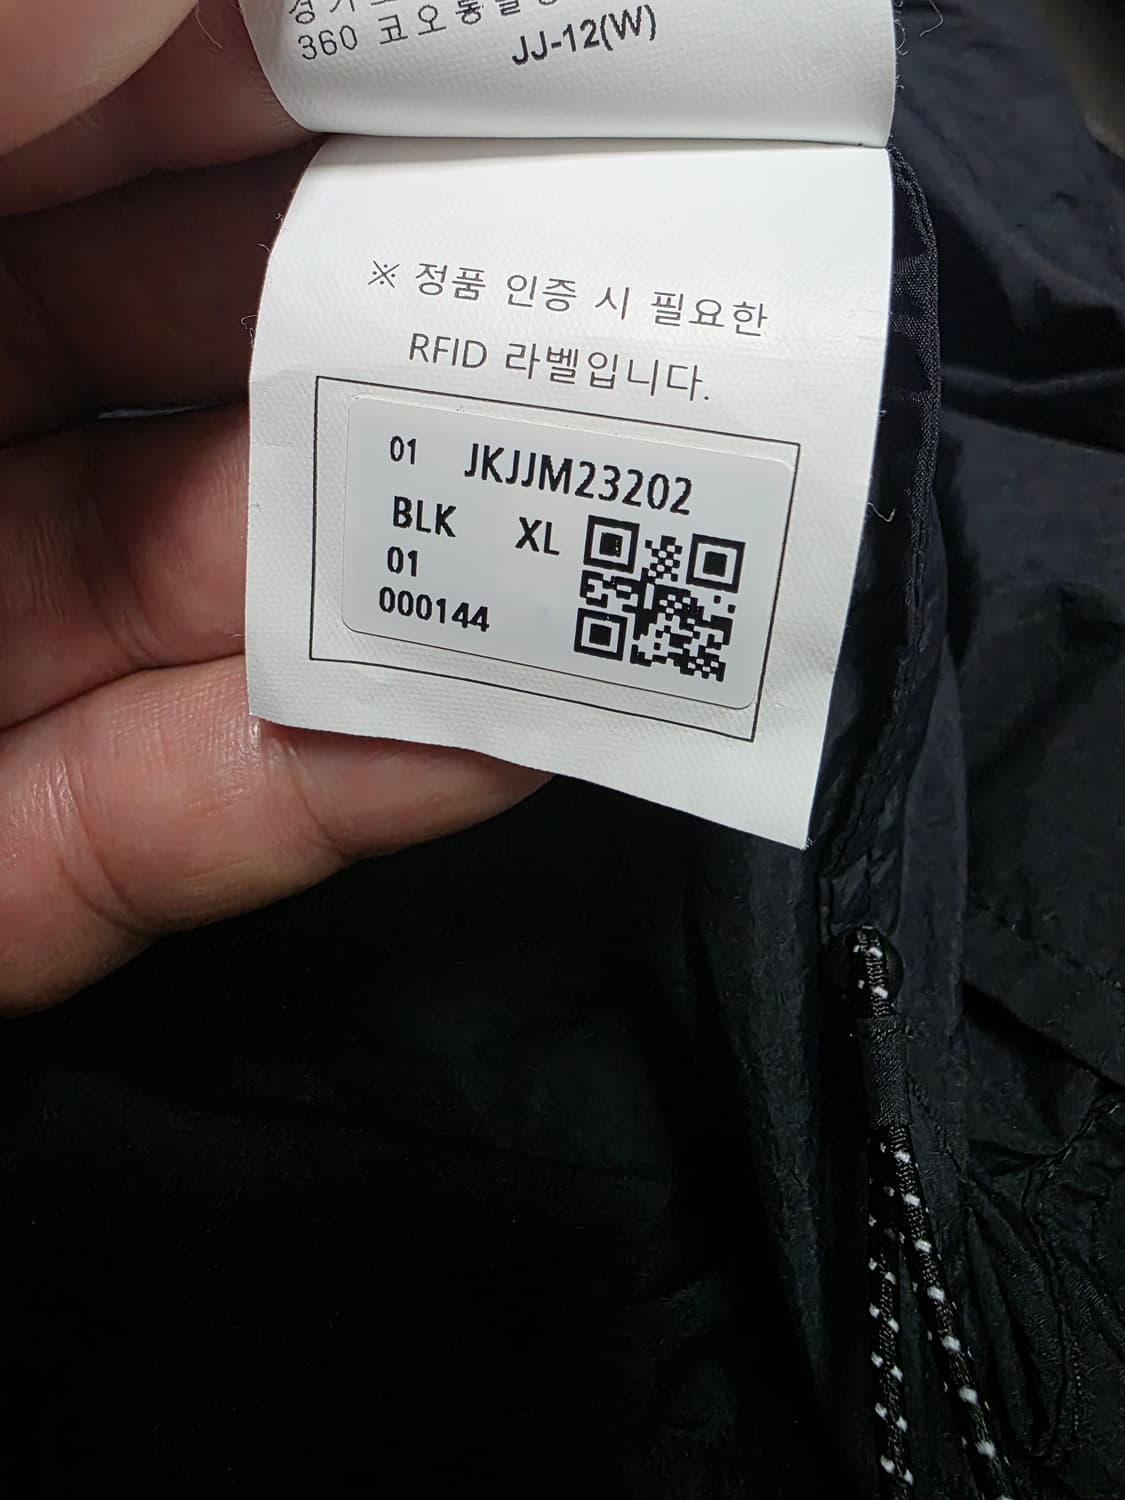 360 코오롱
JJ-12(W)
※ 정품 인증 시 필요한
RFID 라벨입니다.
01 JKJJM23202
BLK XL
01
000144